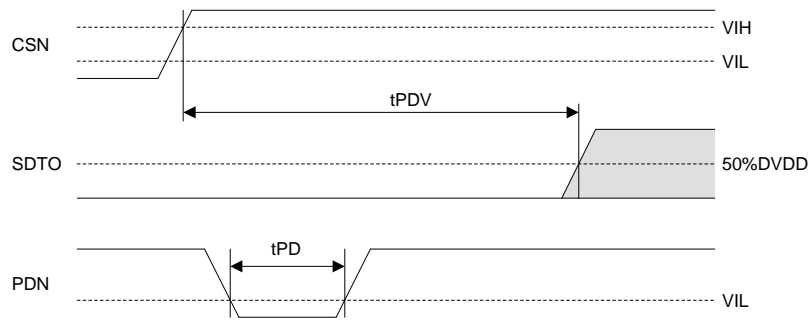 CSN
VIH
VIL
tPDV
SDTO
50%DVDD
tPD
PDN
VIL